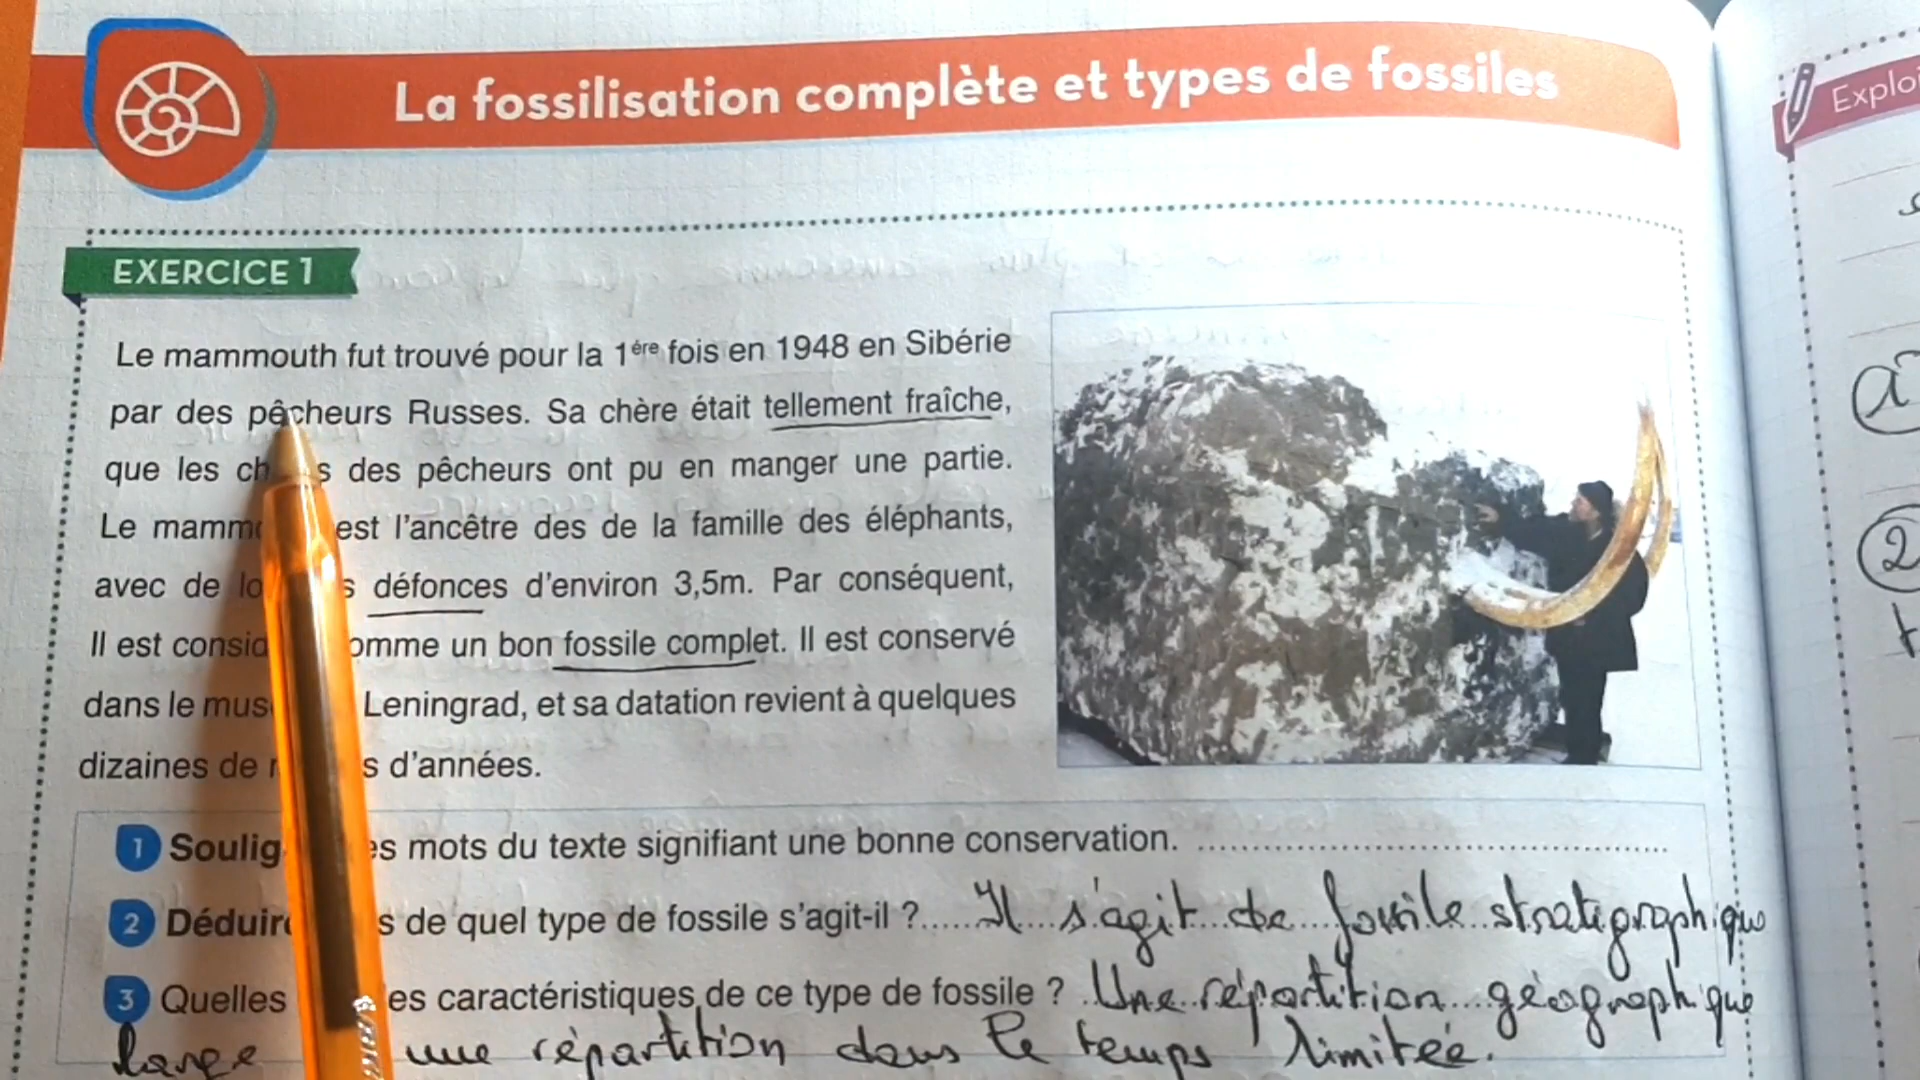 La fossilisation complète et types de fossiles
Explo
EXERCICE 1
Le mammouth fut trouvé pour la 1ére fois en 1948 en Sibérie
par des pêcheurs Russes. Sa chère était tellement fraîche,
que les ch s des pêcheurs ont pu en manger une partie.
Le mammo est l'ancêtre des de la famille des éléphants,
avec de lo s défonces d'environ 3,5m. Par conséquent,
Il est consid omme un bon fossile complet. Il est conservé
dans le mus Leningrad, et sa datation revient à quelques
dizaines de s d'années.
1 Soulig es mots du texte signifiant une bonne conservation.
2 Déduire s de quel type de fossile s'agit-il ? Il s'agit de fossile stratigraphique
3 Quelles es caractéristiques de ce type de fossile ? Une répartition géographique
large une répartition dans le temps limitée.
2